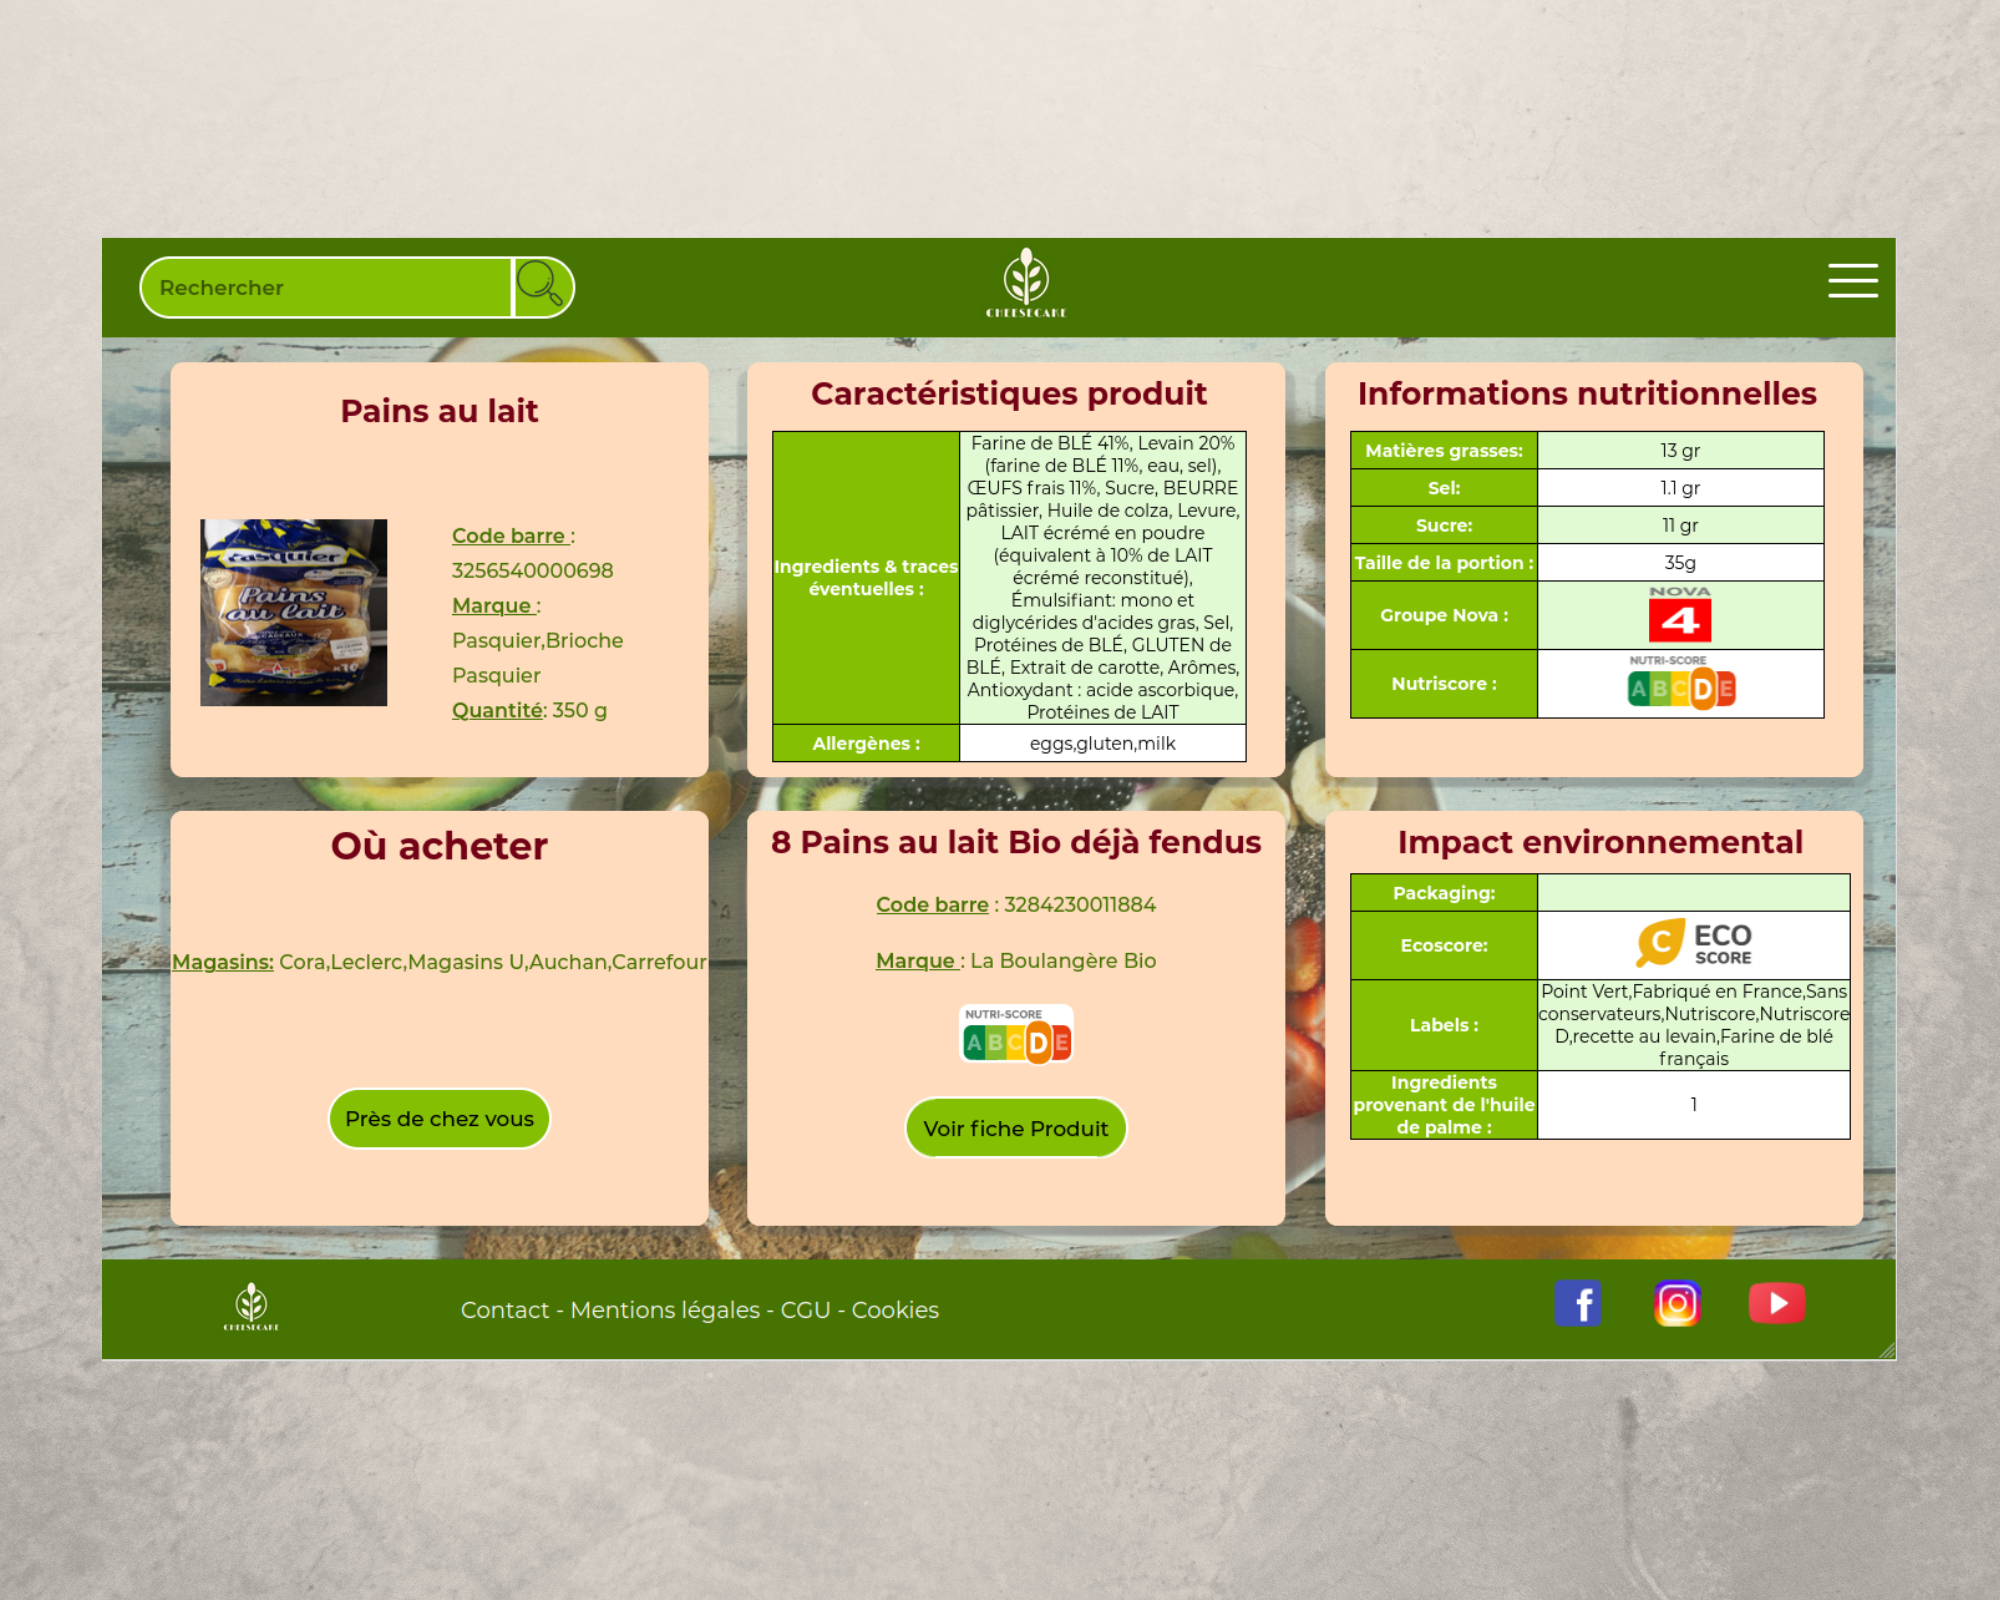 Rechercher
CHEESECAKE
Pains au lait
Pasquier
Pains
au lait
Code barre :
3256540000698
Marque :
Pasquier,Brioche
Pasquier
Quantité: 350 g
Caractéristiques produit
Ingredients & traces
éventuelles :
Farine de BLÉ 41%, Levain 20%
(farine de BLÉ 11%, eau, sel),
ŒUFS frais 11%, Sucre, BEURRE
pâtissier, Huile de colza, Levure,
LAIT écrémé en poudre
(équivalent à 10% de LAIT
écrémé reconstitué),
Émulsifiant: mono et
diglycérides d'acides gras, Sel,
Protéines de BLÉ, GLUTEN de
BLÉ, Extrait de carotte, Arômes,
Antioxydant : acide ascorbique,
Protéines de LAIT
Allergènes :
eggs,gluten,milk
Informations nutritionnelles
Matières grasses: 13 gr
Sel: 1.1 gr
Sucre: 11 gr
Taille de la portion : 35g
Groupe Nova :
NOVA
4
Nutriscore :
NUTRI-SCORE
A B C D E
Où acheter
Magasins: Cora,Leclerc,Magasins U,Auchan,Carrefour
Près de chez vous
8 Pains au lait Bio déjà fendus
Code barre : 3284230011884
Marque : La Boulangère Bio
NUTRI-SCORE
A B C D E
Voir fiche Produit
Impact environnemental
Packaging:
Ecoscore:
C ECO
SCORE
Labels :
Point Vert,Fabriqué en France,Sans
conservateurs,Nutriscore,Nutriscore
D,recette au levain,Farine de blé
français
Ingredients
provenant de l'huile
de palme :
1
CHEESECAKE
Contact - Mentions légales - CGU - Cookies